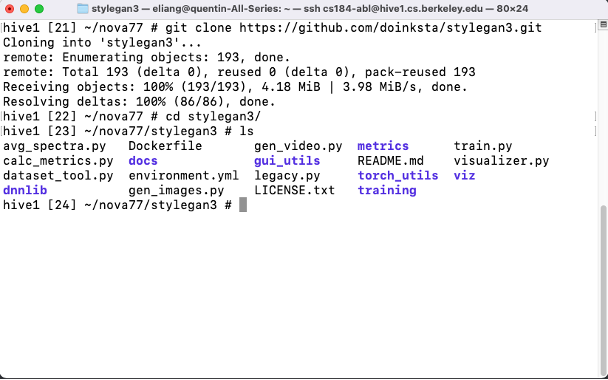 stylegan3 — eliang@quentin-All-Series: ~ — ssh cs184-abl@hive1.cs.berkeley.edu — 80×24
[hive1 [21] ~/nova77 # git clone https://github.com/doinksta/stylegan3.git
Cloning into 'stylegan3'...
remote: Enumerating objects: 193, done.
remote: Total 193 (delta 0), reused 0 (delta 0), pack-reused 193
Receiving objects: 100% (193/193), 4.18 MiB | 3.98 MiB/s, done.
Resolving deltas: 100% (86/86), done.
[hive1 [22] ~/nova77 # cd stylegan3/
[hive1 [23] ~/nova77/stylegan3 # ls
avg_spectra.py Dockerfile gen_video.py metrics train.py
calc_metrics.py docs gui_utils README.md visualizer.py
dataset_tool.py environment.yml legacy.py torch_utils viz
dnnlib gen_images.py LICENSE.txt training
hive1 [24] ~/nova77/stylegan3 #